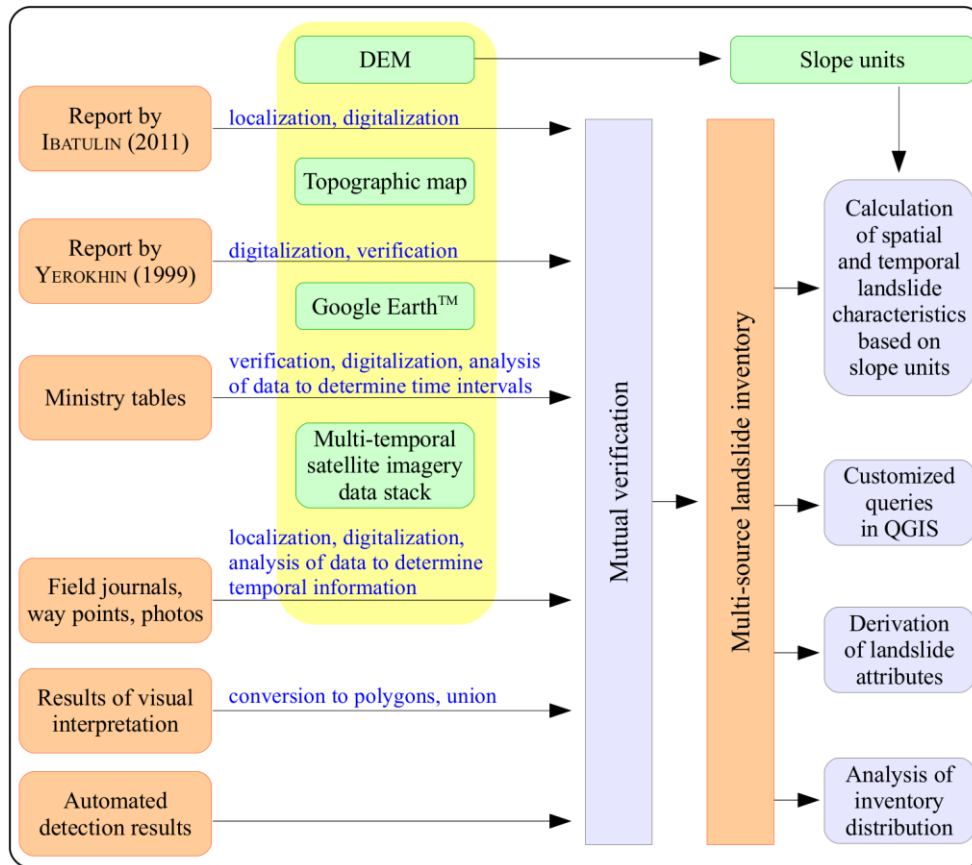 DEM
Slope units
Report by
IBATULIN (2011)
localization, digitalization
Topographic map
Report by
YEROKHIN (1999)
digitalization, verification
Google Earth™
Ministry tables
verification, digitalization, analysis
of data to determine time intervals
Multi-temporal
satellite imagery
data stack
Field journals,
way points, photos
localization, digitalization,
analysis of data to determine
temporal information
Results of visual
interpretation
conversion to polygons, union
Automated
detection results
Mutual verification
Multi-source landslide inventory
Calculation
of spatial
and temporal
landslide
characteristics
based on
slope units
Customized
queries
in QGIS
Derivation
of landslide
attributes
Analysis of
inventory
distribution